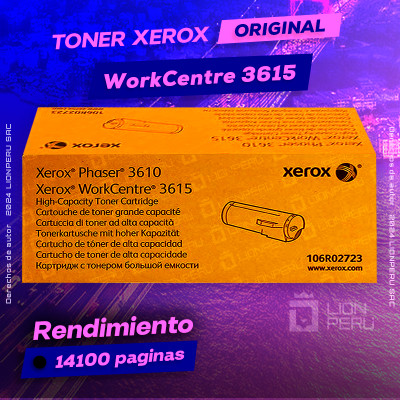 TONER XEROX
ORIGINAL
WorkCentre 3615
106R02723
Xerox® Phaser® 3610
Xerox® WorkCentre® 3615
High-Capacity Toner Cartridge
Cartouche de toner grande capacité
Cartuccia di toner ad alta capacità
Tonerkartusche mit hoher Kapazität
Cartucho de tóner de alta capacidad
Cartucho de toner de alta capacidade
Картридж с тонером большой емкости
xerox
106R02723
www.xerox.com
Rendimiento
14100 paginas
LION
PERU
Derechos de autor 2024 LIONPERU SAC
Derechos de autor 2024 LIONPERU SAC